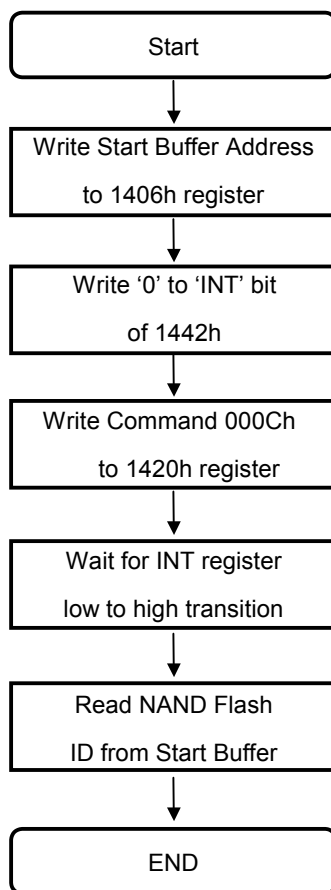 Start
Write Start Buffer Address
to 1406h register
Write ‘0’ to ‘INT’ bit
of 1442h
Write Command 000Ch
to 1420h register
Wait for INT register
low to high transition
Read NAND Flash
ID from Start Buffer
END